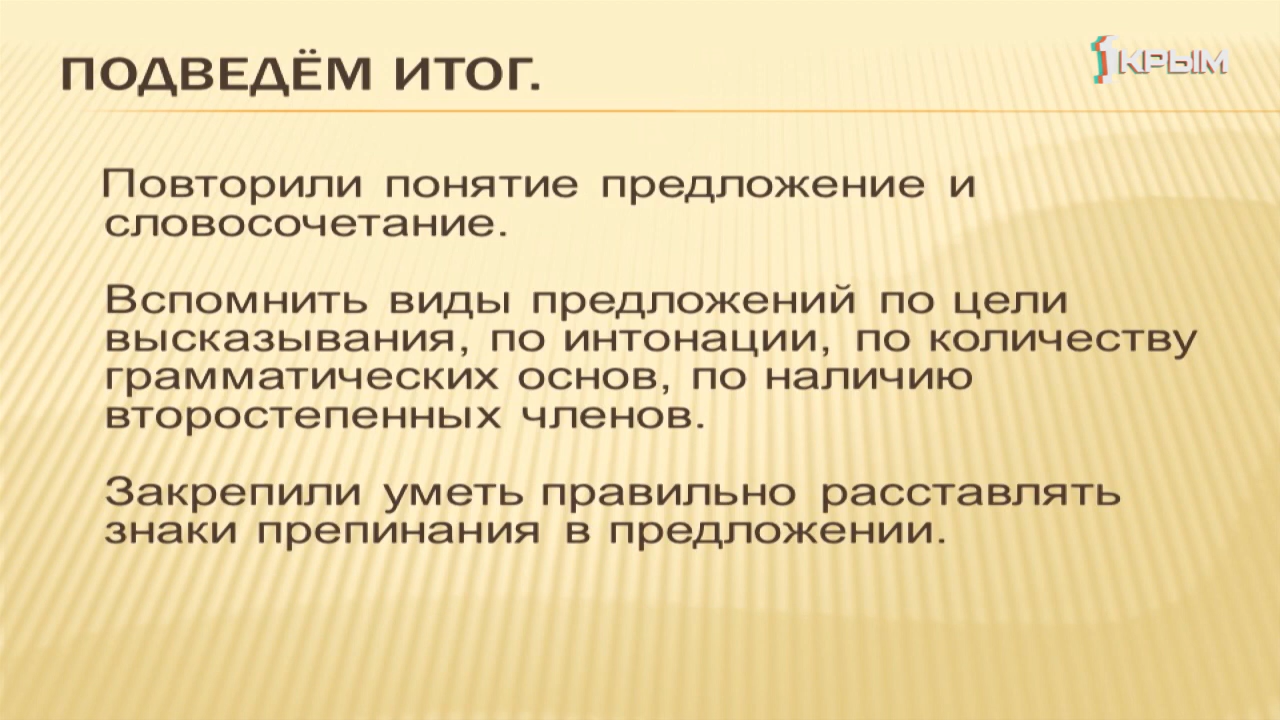 ПОДВЕДЁМ ИТОГ.
1КРЫМ
Повторили понятие предложение и
словосочетание.
Вспомнить виды предложений по цели
высказывания, по интонации, по количеству
грамматических основ, по наличию
второстепенных членов.
Закрепили уметь правильно расставлять
знаки препинания в предложении.